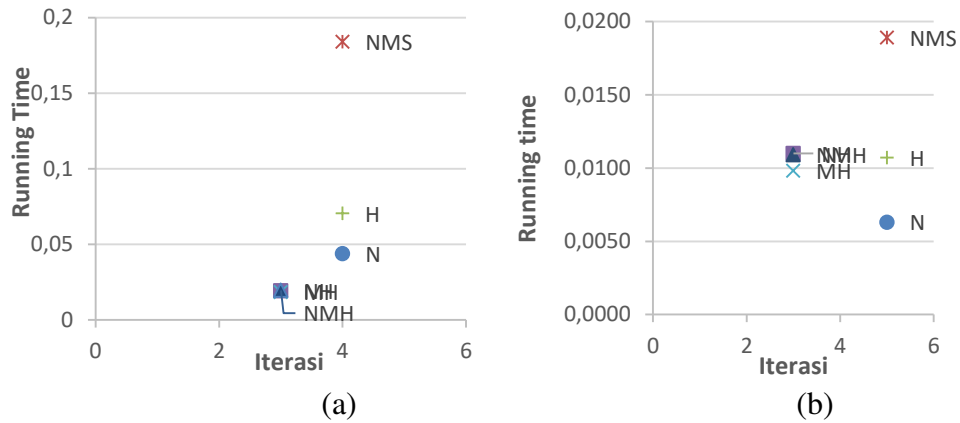 0,2
NMS
0,15
0,1
H
0,05
N
NMH
0
0
2
4
6
Running Time
Iterasi
(a)
0,0200
NMS
0,0150
0,0100
NMH
H
MH
0,0050
N
0,0000
0
2
4
6
Running time
Iterasi
(b)